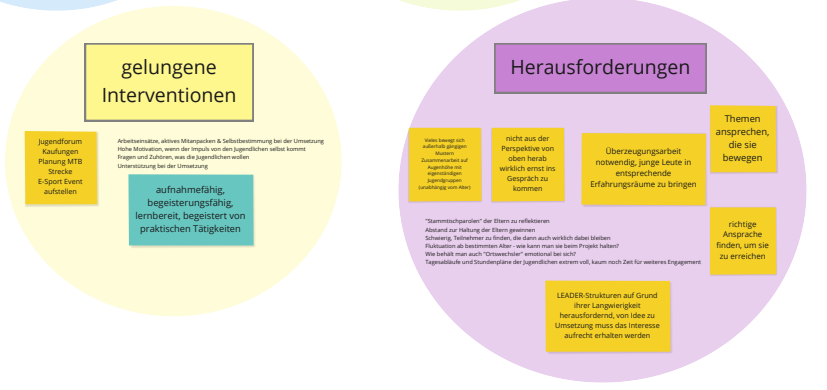 gelungene
Interventionen
Jugendforum
Kaufungen
Planung MTB
Strecke
E-Sport Event
aufstellen
Arbeitseinsätze, aktives Mitanpacken & Selbstbestimmung bei der Umsetzung
Hohe Motivation, wenn der Impuls von den Jugendlichen selbst kommt
Fragen und Zuhören, was die Jugendlichen wollen
Unterstützung bei der Umsetzung
aufnahmefähig,
begeisterungsfähig,
lernbereit, begeistert von
praktischen Tätigkeiten
Herausforderungen
Vieles bewegt sich
außerhalb gängigen
Mustern
Zusammenarbeit auf
Augenhöhe mit
eigenständigen
Jugendgruppen
(unabhängig vom Alter)
nicht aus der
Perspektive von
oben herab
wirklich ernst ins
Gespräch zu
kommen
Überzeugungsarbeit
notwendig, junge Leute in
entsprechende
Erfahrungsräume zu bringen
Themen
ansprechen,
die sie
bewegen
"Stammtischparolen" der Eltern zu reflektieren
Abstand zur Haltung der Eltern gewinnen
Schwierig, Teilnehmer zu finden, die dann auch wirklich dabei bleiben
Fluktuation ab bestimmten Alter - wie kann man sie beim Projekt halten?
Wie behält man auch "Ortswechsler" emotional bei sich?
Tagesabläufe und Stundenpläne der Jugendlichen extrem voll, kaum noch Zeit für weiteres Engagement
richtige
Ansprache
finden, um sie
zu erreichen
LEADER-Strukturen auf Grund
ihrer Langwierigkeit
herausfordernd, von Idee zu
Umsetzung muss das Interesse
aufrecht erhalten werden